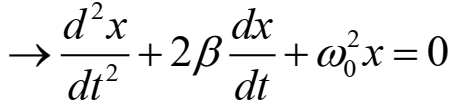 → d²x/dt² + 2β dx/dt + ω₀²x = 0